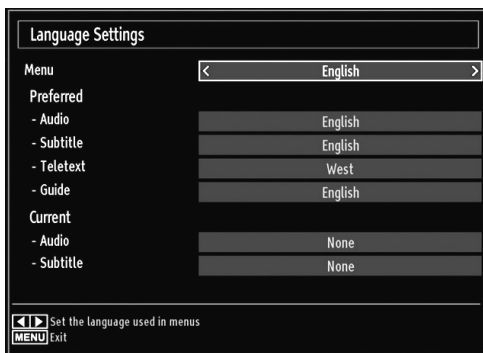 Language Settings
Menu < English >
Preferred
- Audio English
- Subtitle English
- Teletext West
- Guide English
Current
- Audio None
- Subtitle None
Set the language used in menus
MENU Exit